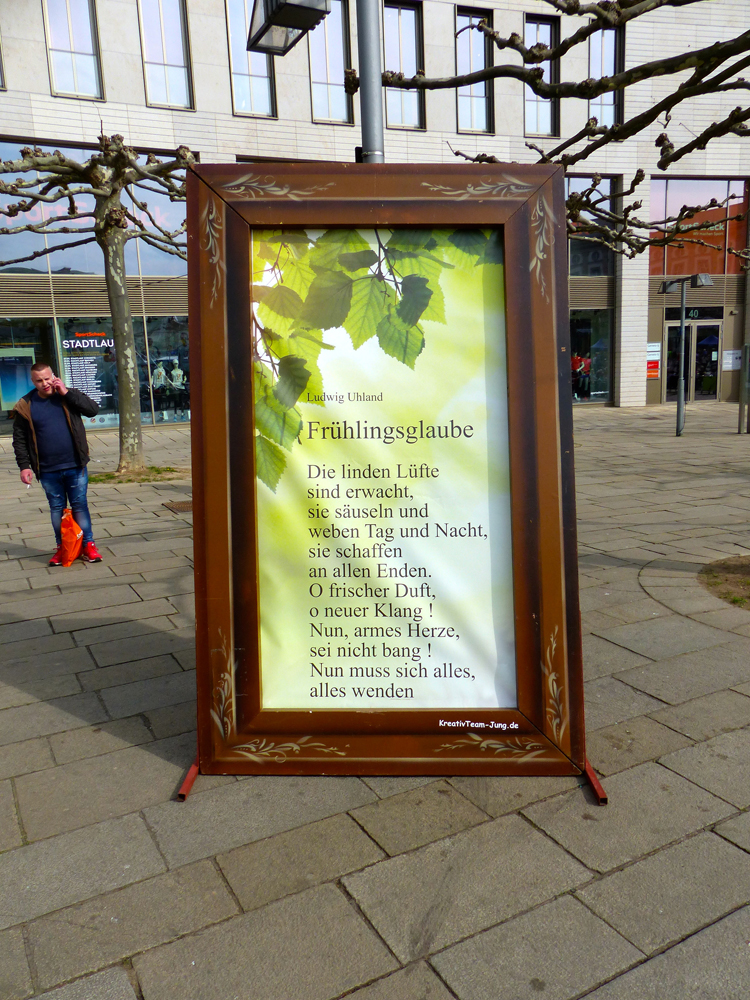 Ludwig Uhland
Frühlingsglaube
Die linden Lüfte
sind erwacht,
sie säuseln und
weben Tag und Nacht,
sie schaffen
an allen Enden.
O frischer Duft,
o neuer Klang !
Nun, armes Herze,
sei nicht bang !
Nun muss sich alles,
alles wenden
KreativTeam-Jung.de
STADTLAU
40